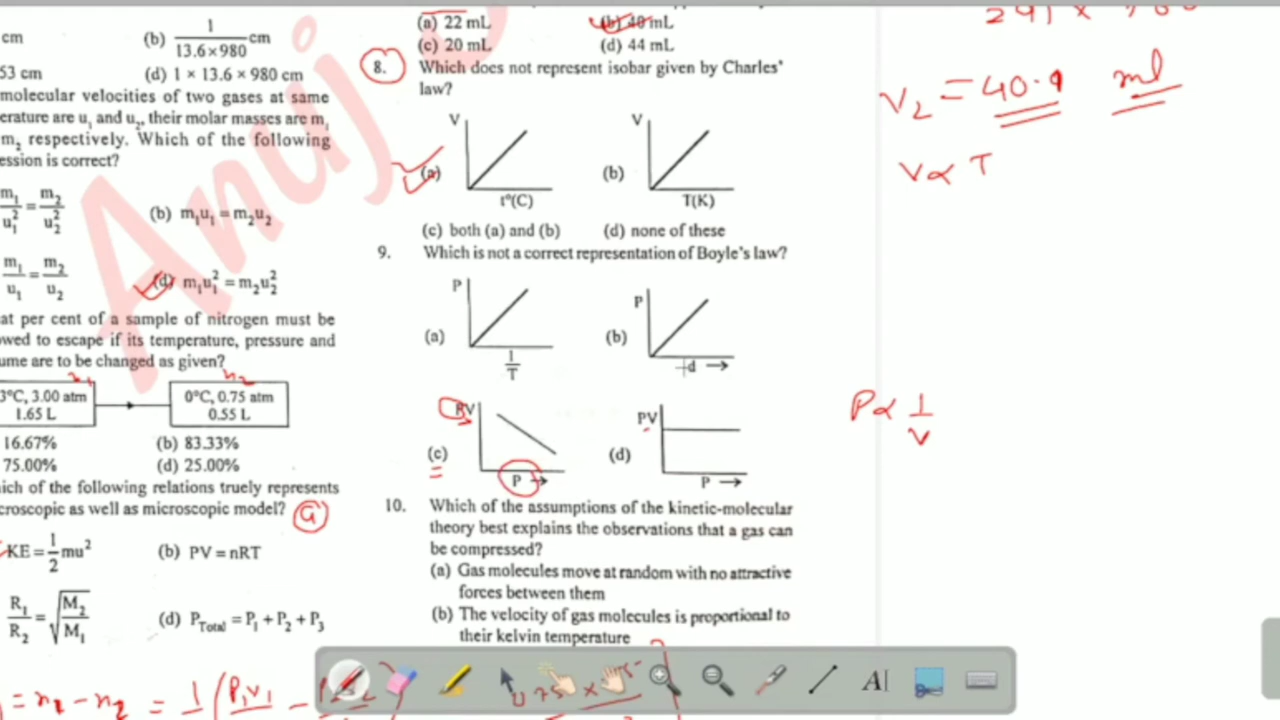 cm
(b) 1/13.6×980 cm
53 cm
(d) 1 × 13.6 × 980 cm
molecular velocities of two gases at same
erature are u₁ and u₂, their molar masses are m₁
m₂ respectively. Which of the following
ession is correct?
m₁/u₁² = m₂/u₂²
(b) m₁u₁ = m₂u₂
m₁/u₁ = m₂/u₂
(d) m₁u₁² = m₂u₂²
at per cent of a sample of nitrogen must be
owed to escape if its temperature, pressure and
ume are to be changed as given?
n₁ n₂
3°C, 3.00 atm
1.65 L
0°C, 0.75 atm
0.55 L
16.67%
(b) 83.33%
75.00%
(d) 25.00%
ich of the following relations truely represents
croscopic as well as microscopic model?
KE = 1/2 mu²
(b) PV = nRT
R₁/R₂ = √M₂/M₁
(d) P_Total = P₁ + P₂ + P₃
= n₁ - n₂ = 1 (P₁V₁ -
Anuj
(a) 22 mL
(b) 40 mL
(c) 20 mL
(d) 44 mL
8. Which does not represent isobar given by Charles'
law?
V
(a)
t°(C)
V
(b)
T(K)
(c) both (a) and (b)
(d) none of these
9. Which is not a correct representation of Boyle's law?
P
(a)
1/T
P
(b)
d →
PV
(c)
P →
PV
(d)
P →
10. Which of the assumptions of the kinetic-molecular
theory best explains the observations that a gas can
be compressed?
(a) Gas molecules move at random with no attractive
forces between them
(b) The velocity of gas molecules is proportional to
their kelvin temperature
V₂ = 40.9 ml
V ∝ T
P ∝ 1/V
AI